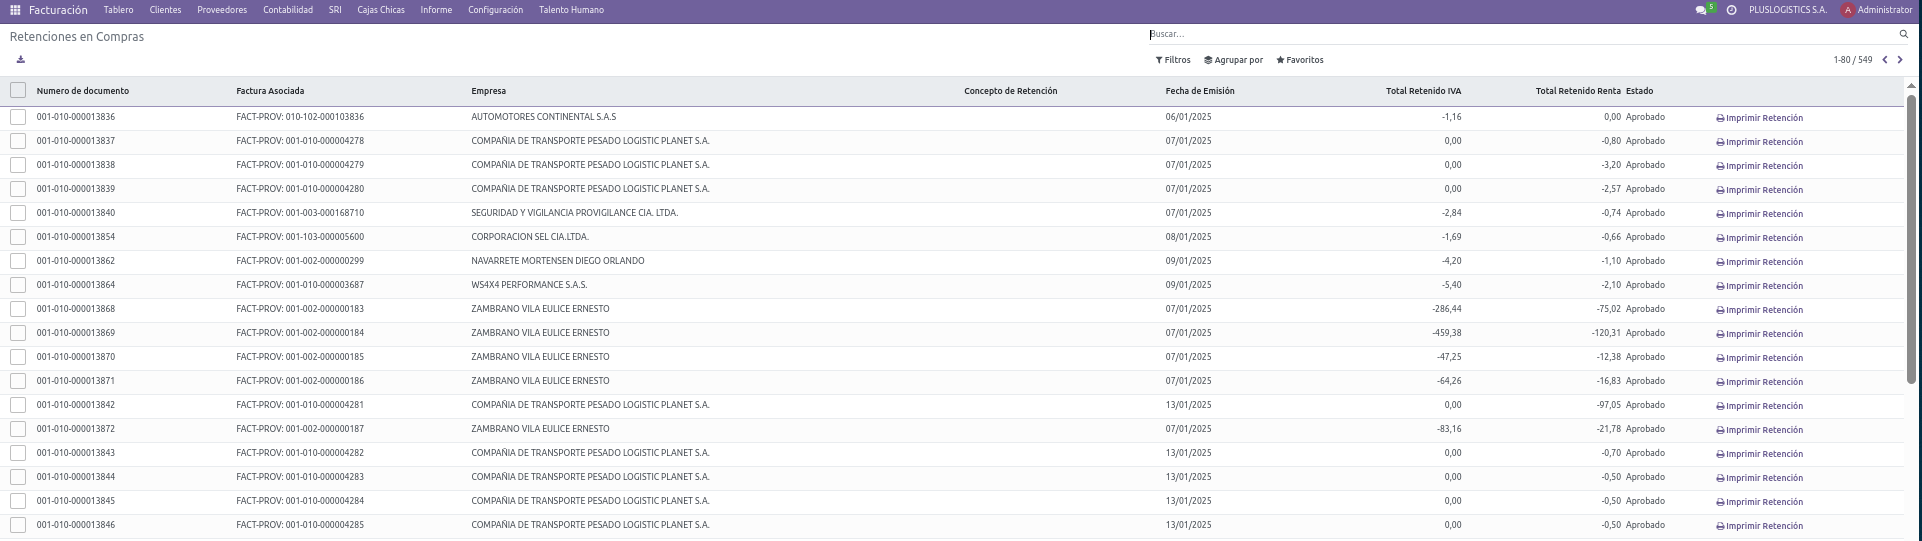 Facturación Tablero Clientes Proveedores Contabilidad SRI Cajas Chicas Informe Configuración Talento Humano 5 PLUSLOGISTICS S.A. A Administrator
Retenciones en Compras Buscar...
Filtros Agrupar por Favoritos 1-80 / 549
Numero de documento Factura Asociada Empresa Concepto de Retención Fecha de Emisión Total Retenido IVA Total Retenido Renta Estado
001-010-000013836 FACT-PROV: 010-102-000103836 AUTOMOTORES CONTINENTAL S.A.S 06/01/2025 -1,16 0,00 Aprobado Imprimir Retención
001-010-000013837 FACT-PROV: 001-010-000004278 COMPAÑIA DE TRANSPORTE PESADO LOGISTIC PLANET S.A. 07/01/2025 0,00 -0,80 Aprobado Imprimir Retención
001-010-000013838 FACT-PROV: 001-010-000004279 COMPAÑIA DE TRANSPORTE PESADO LOGISTIC PLANET S.A. 07/01/2025 0,00 -3,20 Aprobado Imprimir Retención
001-010-000013839 FACT-PROV: 001-010-000004280 COMPAÑIA DE TRANSPORTE PESADO LOGISTIC PLANET S.A. 07/01/2025 0,00 -2,57 Aprobado Imprimir Retención
001-010-000013840 FACT-PROV: 001-003-000168710 SEGURIDAD Y VIGILANCIA PROVIGILANCE CIA. LTDA. 07/01/2025 -2,84 -0,74 Aprobado Imprimir Retención
001-010-000013854 FACT-PROV: 001-103-000005600 CORPORACION SEL CIA.LTDA. 08/01/2025 -1,69 -0,66 Aprobado Imprimir Retención
001-010-000013862 FACT-PROV: 001-002-000000299 NAVARRETE MORTENSEN DIEGO ORLANDO 09/01/2025 -4,20 -1,10 Aprobado Imprimir Retención
001-010-000013864 FACT-PROV: 001-010-000003687 WS4X4 PERFORMANCE S.A.S. 09/01/2025 -5,40 -2,10 Aprobado Imprimir Retención
001-010-000013868 FACT-PROV: 001-002-000000183 ZAMBRANO VILA EULICE ERNESTO 07/01/2025 -286,44 -75,02 Aprobado Imprimir Retención
001-010-000013869 FACT-PROV: 001-002-000000184 ZAMBRANO VILA EULICE ERNESTO 07/01/2025 -459,38 -120,31 Aprobado Imprimir Retención
001-010-000013870 FACT-PROV: 001-002-000000185 ZAMBRANO VILA EULICE ERNESTO 07/01/2025 -47,25 -12,38 Aprobado Imprimir Retención
001-010-000013871 FACT-PROV: 001-002-000000186 ZAMBRANO VILA EULICE ERNESTO 07/01/2025 -64,26 -16,83 Aprobado Imprimir Retención
001-010-000013842 FACT-PROV: 001-010-000004281 COMPAÑIA DE TRANSPORTE PESADO LOGISTIC PLANET S.A. 13/01/2025 0,00 -97,05 Aprobado Imprimir Retención
001-010-000013872 FACT-PROV: 001-002-000000187 ZAMBRANO VILA EULICE ERNESTO 07/01/2025 -83,16 -21,78 Aprobado Imprimir Retención
001-010-000013843 FACT-PROV: 001-010-000004282 COMPAÑIA DE TRANSPORTE PESADO LOGISTIC PLANET S.A. 13/01/2025 0,00 -0,70 Aprobado Imprimir Retención
001-010-000013844 FACT-PROV: 001-010-000004283 COMPAÑIA DE TRANSPORTE PESADO LOGISTIC PLANET S.A. 13/01/2025 0,00 -0,50 Aprobado Imprimir Retención
001-010-000013845 FACT-PROV: 001-010-000004284 COMPAÑIA DE TRANSPORTE PESADO LOGISTIC PLANET S.A. 13/01/2025 0,00 -0,50 Aprobado Imprimir Retención
001-010-000013846 FACT-PROV: 001-010-000004285 COMPAÑIA DE TRANSPORTE PESADO LOGISTIC PLANET S.A. 13/01/2025 0,00 -0,50 Aprobado Imprimir Retención